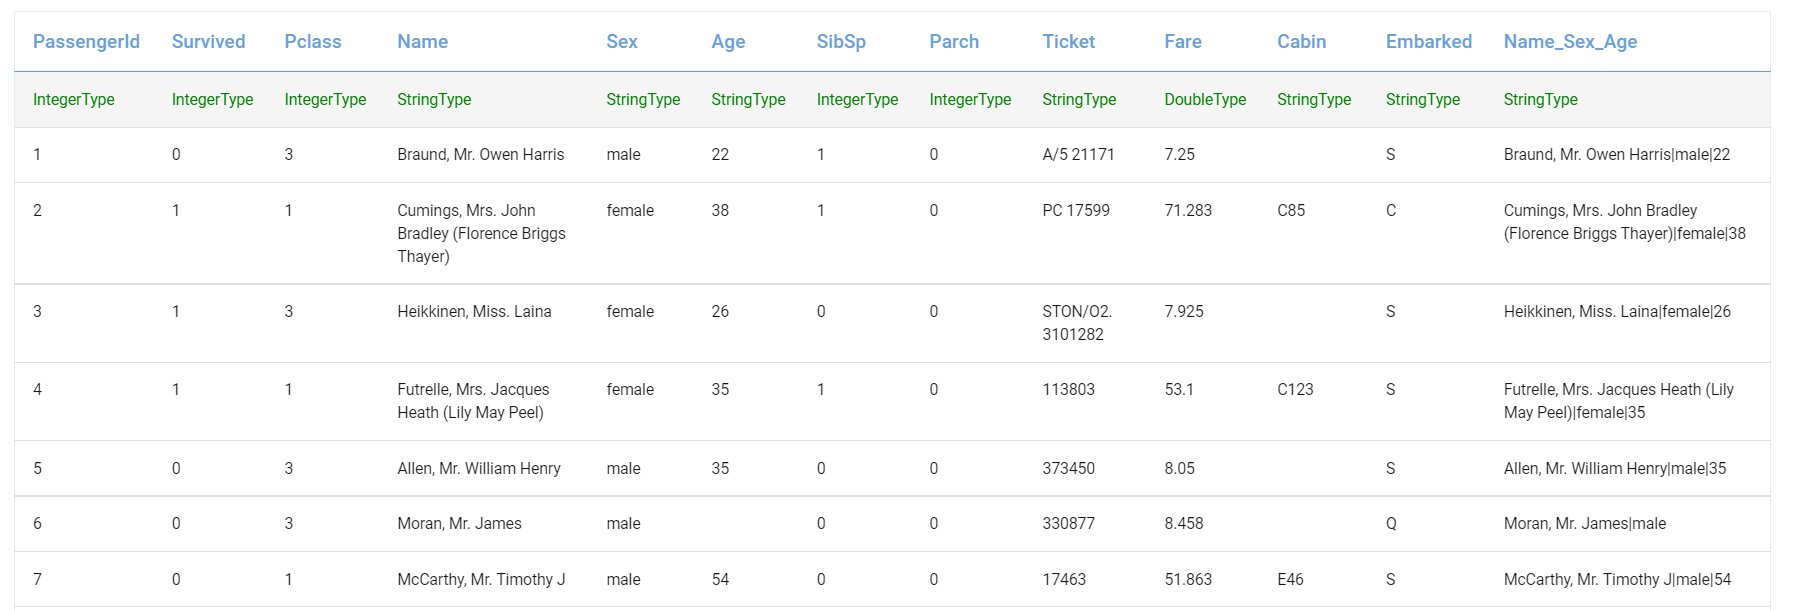 PassengerId Survived Pclass Name Sex Age SibSp Parch Ticket Fare Cabin Embarked Name_Sex_Age
IntegerType IntegerType IntegerType StringType StringType StringType IntegerType IntegerType StringType DoubleType StringType StringType StringType
1 0 3 Braund, Mr. Owen Harris male 22 1 0 A/5 21171 7.25 S Braund, Mr. Owen Harris|male|22
2 1 1 Cumings, Mrs. John female 38 1 0 PC 17599 71.283 C85 C Cumings, Mrs. John Bradley
Bradley (Florence Briggs (Florence Briggs Thayer)|female|38
Thayer)
3 1 3 Heikkinen, Miss. Laina female 26 0 0 STON/O2. 7.925 S Heikkinen, Miss. Laina|female|26
3101282
4 1 1 Futrelle, Mrs. Jacques female 35 1 0 113803 53.1 C123 S Futrelle, Mrs. Jacques Heath (Lily
Heath (Lily May Peel) May Peel)|female|35
5 0 3 Allen, Mr. William Henry male 35 0 0 373450 8.05 S Allen, Mr. William Henry|male|35
6 0 3 Moran, Mr. James male 0 0 330877 8.458 Q Moran, Mr. James|male
7 0 1 McCarthy, Mr. Timothy J male 54 0 0 17463 51.863 E46 S McCarthy, Mr. Timothy J|male|54